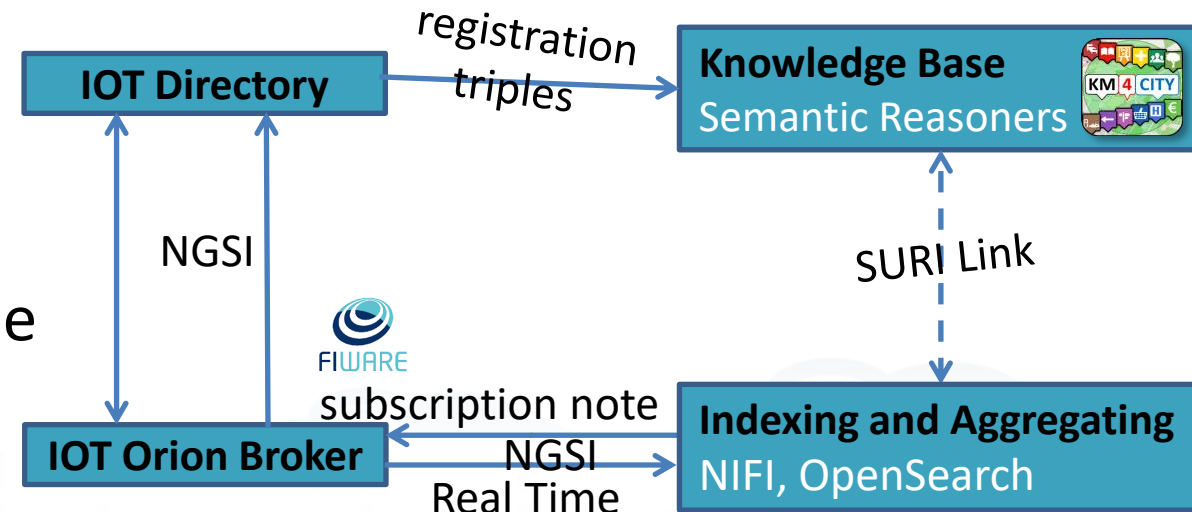 registration
triples
IOT Directory
Knowledge Base
Semantic Reasoners
KM 4 CITY
H
€
NGSI
SURI Link
e
FIWARE
subscription note
IOT Orion Broker
NGSI
Real Time
Indexing and Aggregating
NIFI, OpenSearch